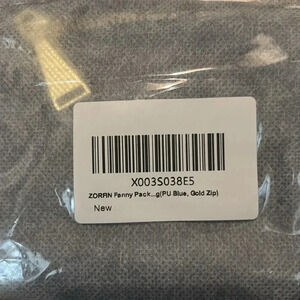 X003S038E5
ZORFIN Fanny Pack...g(PU Blue, Gold Zip)
New